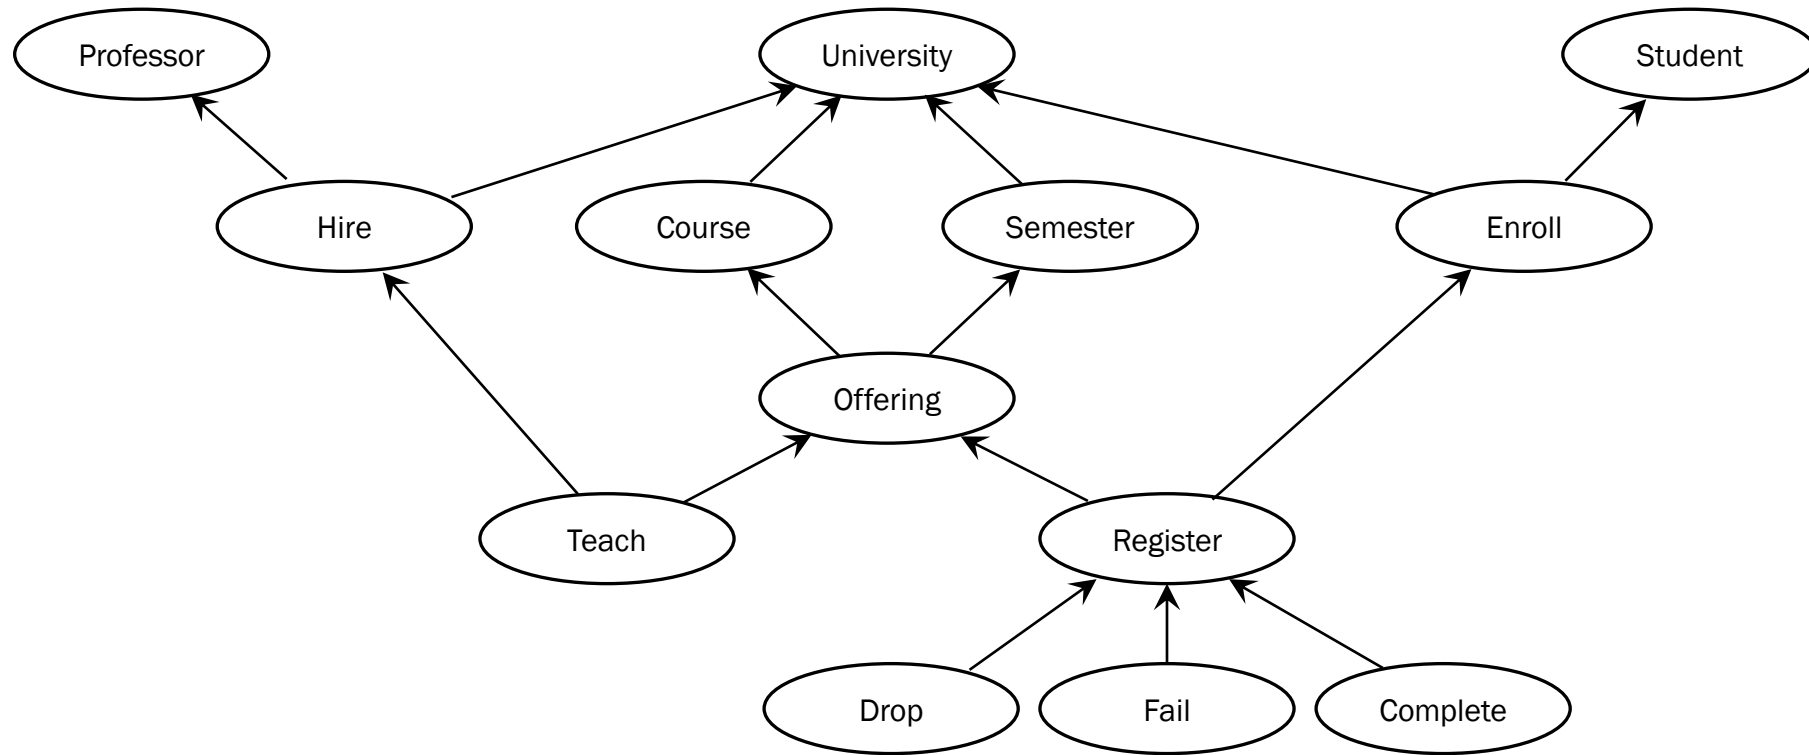 Professor
University
Student
Hire
Course
Semester
Enroll
Offering
Teach
Register
Drop
Fail
Complete